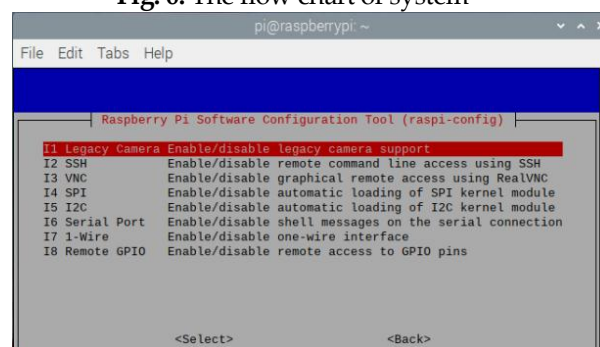 Fig. 6. The flow chart of system
pi@raspberrypi: ~
File Edit Tabs Help
Raspberry Pi Software Configuration Tool (raspi-config)
I1 Legacy Camera Enable/disable legacy camera support
I2 SSH Enable/disable remote command line access using SSH
I3 VNC Enable/disable graphical remote access using RealVNC
I4 SPI Enable/disable automatic loading of SPI kernel module
I5 I2C Enable/disable automatic loading of I2C kernel module
I6 Serial Port Enable/disable shell messages on the serial connection
I7 1-Wire Enable/disable one-wire interface
I8 Remote GPIO Enable/disable remote access to GPIO pins
<Select> <Back>